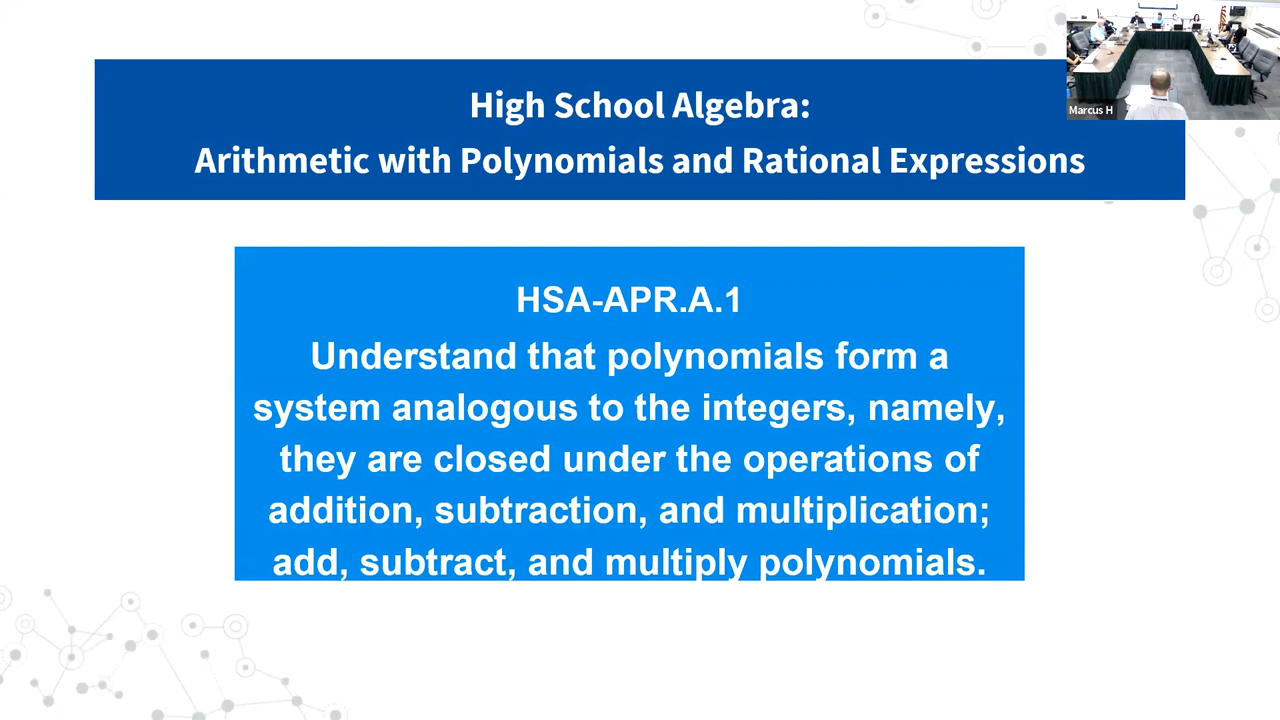 High School Algebra:
Arithmetic with Polynomials and Rational Expressions
Marcus H
HSA-APR.A.1
Understand that polynomials form a
system analogous to the integers, namely,
they are closed under the operations of
addition, subtraction, and multiplication;
add, subtract, and multiply polynomials.